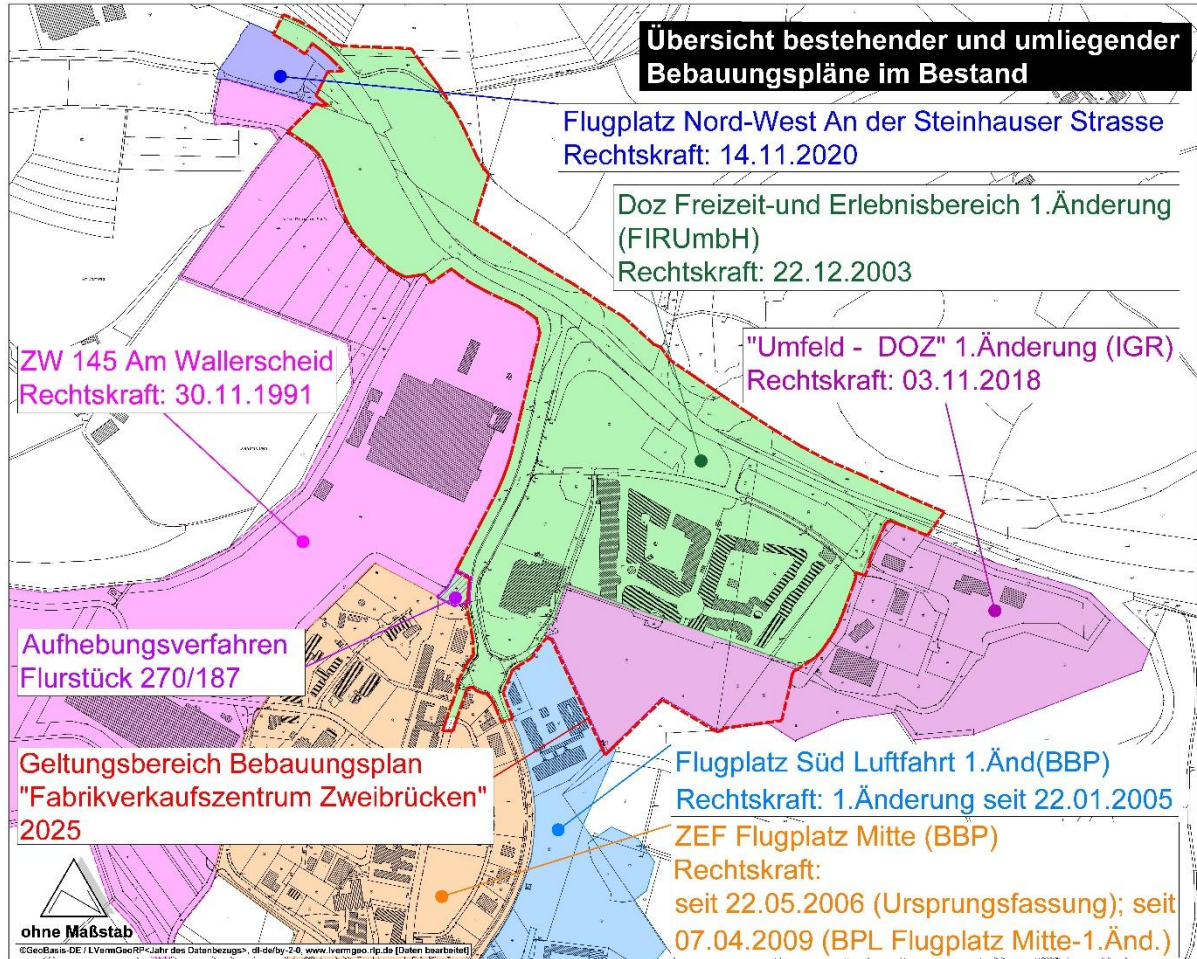 Übersicht bestehender und umliegender
Bebauungspläne im Bestand
Flugplatz Nord-West An der Steinhauser Strasse
Rechtskraft: 14.11.2020
Doz Freizeit-und Erlebnisbereich 1.Änderung
(FIRUmbH)
Rechtskraft: 22.12.2003
"Umfeld - DOZ" 1.Änderung (IGR)
Rechtskraft: 03.11.2018
ZW 145 Am Wallerscheid
Rechtskraft: 30.11.1991
Aufhebungsverfahren
Flurstück 270/187
Geltungsbereich Bebauungsplan
"Fabrikverkaufszentrum Zweibrücken"
2025
Flugplatz Süd Luftfahrt 1.Änd(BBP)
Rechtskraft: 1.Änderung seit 22.01.2005
ZEF Flugplatz Mitte (BBP)
Rechtskraft:
seit 22.05.2006 (Ursprungsfassung); seit
07.04.2009 (BPL Flugplatz Mitte-1.Änd.)
ohne Maßstab
©GeoBasis-DE / LVermGeoRP<Jahr des Datenbezugs>, dl-de/by-2-0, www.lvermgeo.rlp.de [Daten bearbeitet]